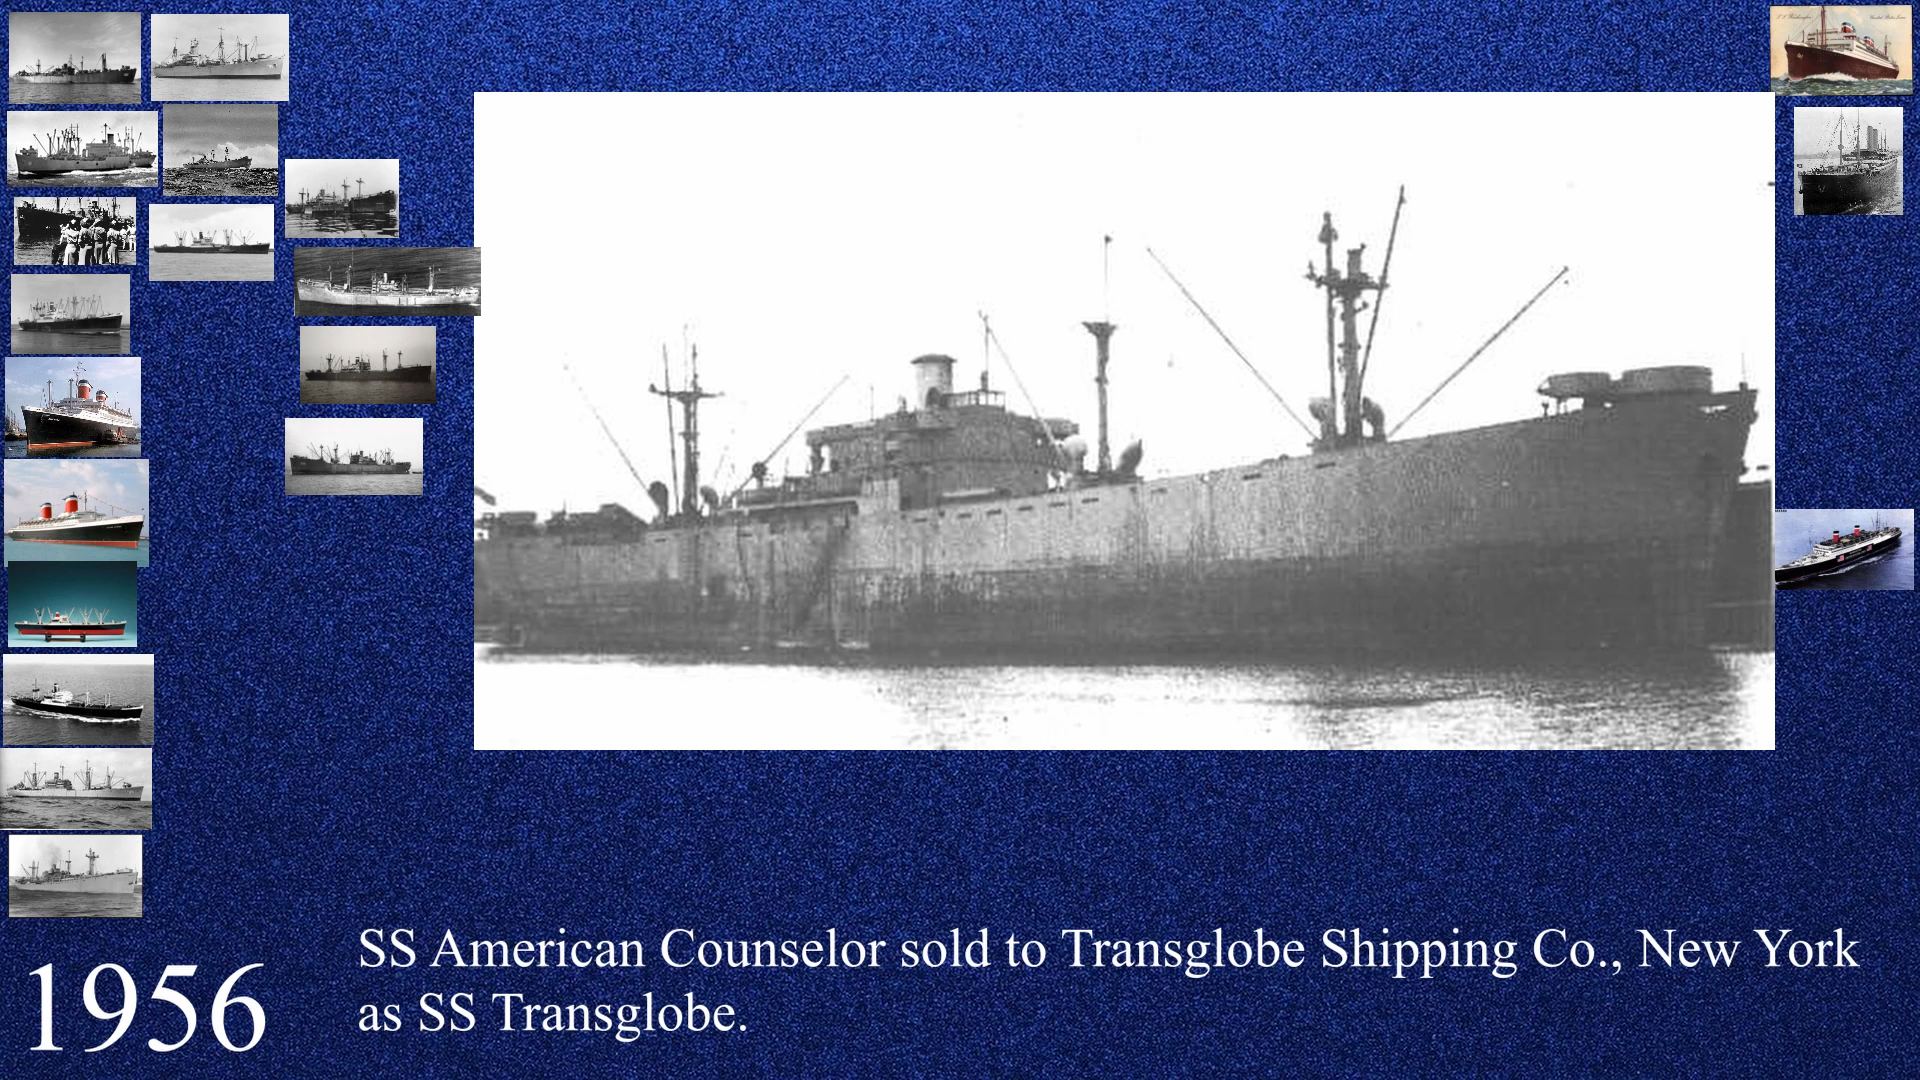 1956
SS American Counselor sold to Transglobe Shipping Co., New York
as SS Transglobe.